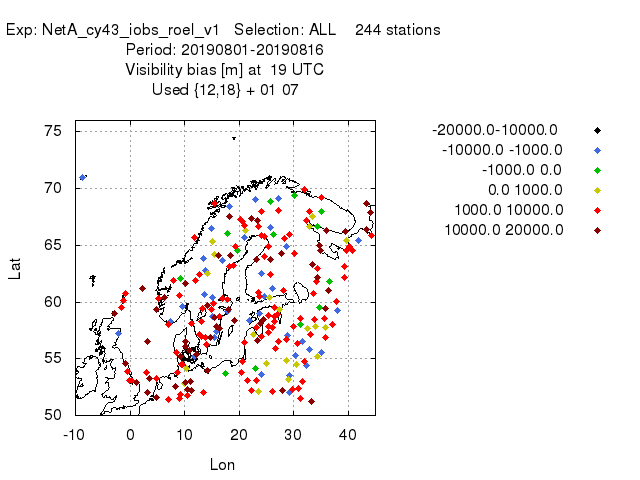 Exp: NetA_cy43_iobs_roel_v1 Selection: ALL 244 stations
Period: 20190801-20190816
Visibility bias [m] at 19 UTC
Used {12,18} + 01 07
-20000.0-10000.0
-10000.0 -1000.0
-1000.0 0.0
0.0 1000.0
1000.0 10000.0
10000.0 20000.0
75
70
65
60
55
50
Lat
-10 0 10 20 30 40
Lon